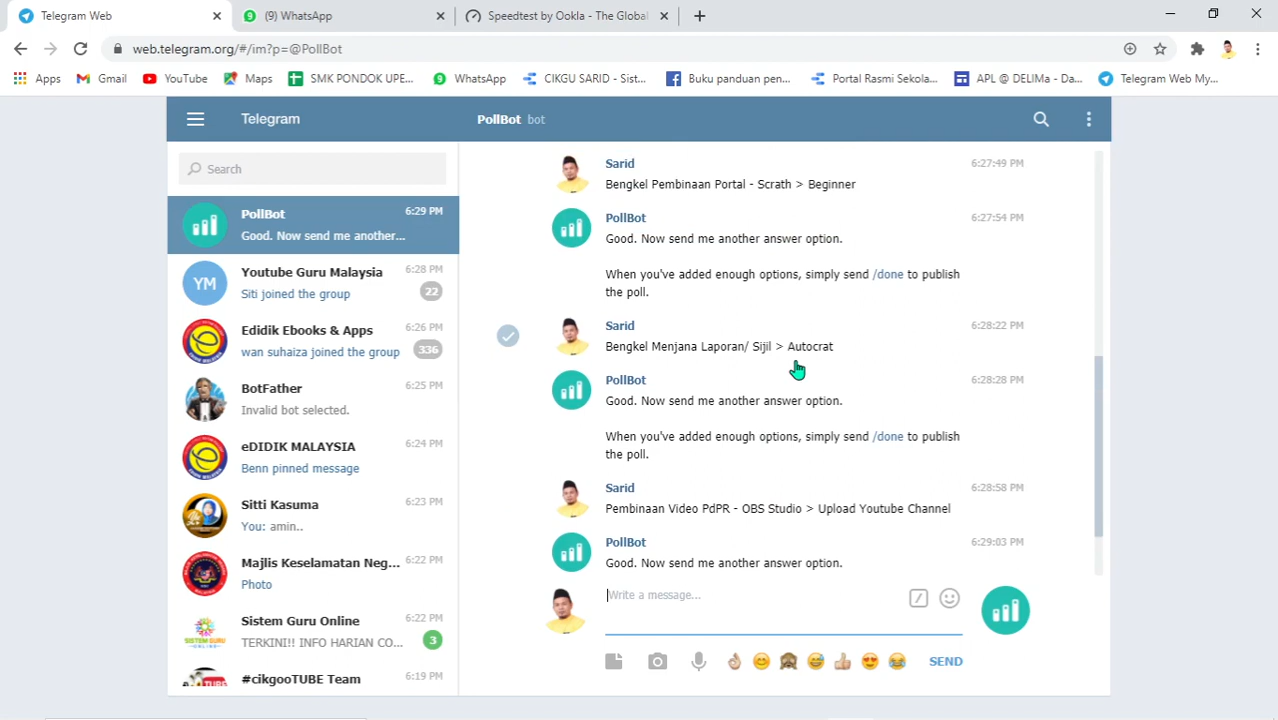 Telegram Web
(9) WhatsApp
Speedtest by Ookla - The Global
web.telegram.org/#/im?p=@PollBot
Apps
Gmail
YouTube
Maps
SMK PONDOK UPE...
WhatsApp
CIKGU SARID - Sist...
Buku panduan pen...
Portal Rasmi Sekola...
APL @ DELIMa - Da...
Telegram Web My...
Telegram
PollBot bot
Search
PollBot 6:29 PM
Good. Now send me another...
YM
Youtube Guru Malaysia 6:28 PM
Siti joined the group 22
Edidik Ebooks & Apps 6:26 PM
wan suhaiza joined the group 336
BotFather 6:25 PM
Invalid bot selected.
eDIDIK MALAYSIA 6:24 PM
Benn pinned message
Sitti Kasuma 6:23 PM
You: amin..
Majlis Keselamatan Neg... 6:22 PM
Photo
Sistem Guru Online 6:22 PM
TERKINI!! INFO HARIAN CO... 3
#cikgooTUBE Team 6:19 PM
Sarid 6:27:49 PM
Bengkel Pembinaan Portal - Scrath > Beginner
PollBot 6:27:54 PM
Good. Now send me another answer option.
When you've added enough options, simply send /done to publish
the poll.
Sarid 6:28:22 PM
Bengkel Menjana Laporan/ Sijil > Autocrat
PollBot 6:28:28 PM
Good. Now send me another answer option.
When you've added enough options, simply send /done to publish
the poll.
Sarid 6:28:58 PM
Pembinaan Video PdPR - OBS Studio > Upload Youtube Channel
PollBot 6:29:03 PM
Good. Now send me another answer option.
Write a message...
SEND